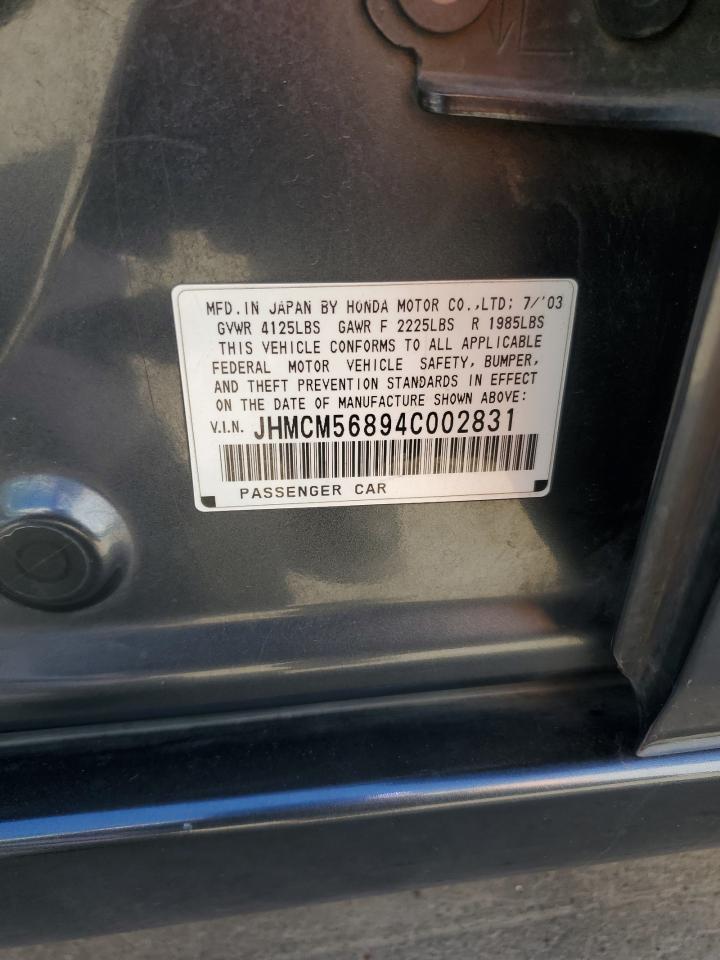 MFD. IN JAPAN BY HONDA MOTOR CO.,LTD; 7/'03
GVWR 4125LBS GAWR F 2225LBS R 1985LBS
THIS VEHICLE CONFORMS TO ALL APPLICABLE
FEDERAL MOTOR VEHICLE SAFETY, BUMPER,
AND THEFT PREVENTION STANDARDS IN EFFECT
ON THE DATE OF MANUFACTURE SHOWN ABOVE:
V.I.N. JHMCM56894C002831
PASSENGER CAR